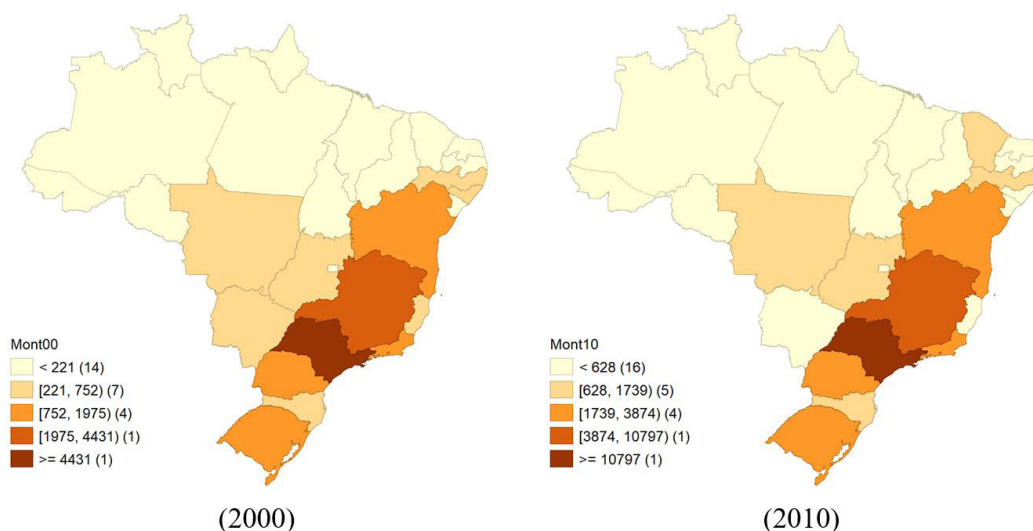 Mont00
< 221 (14)
[221, 752) (7)
[752, 1975) (4)
[1975, 4431) (1)
>= 4431 (1)
(2000)
Mont10
< 628 (16)
[628, 1739) (5)
[1739, 3874) (4)
[3874, 10797) (1)
>= 10797 (1)
(2010)